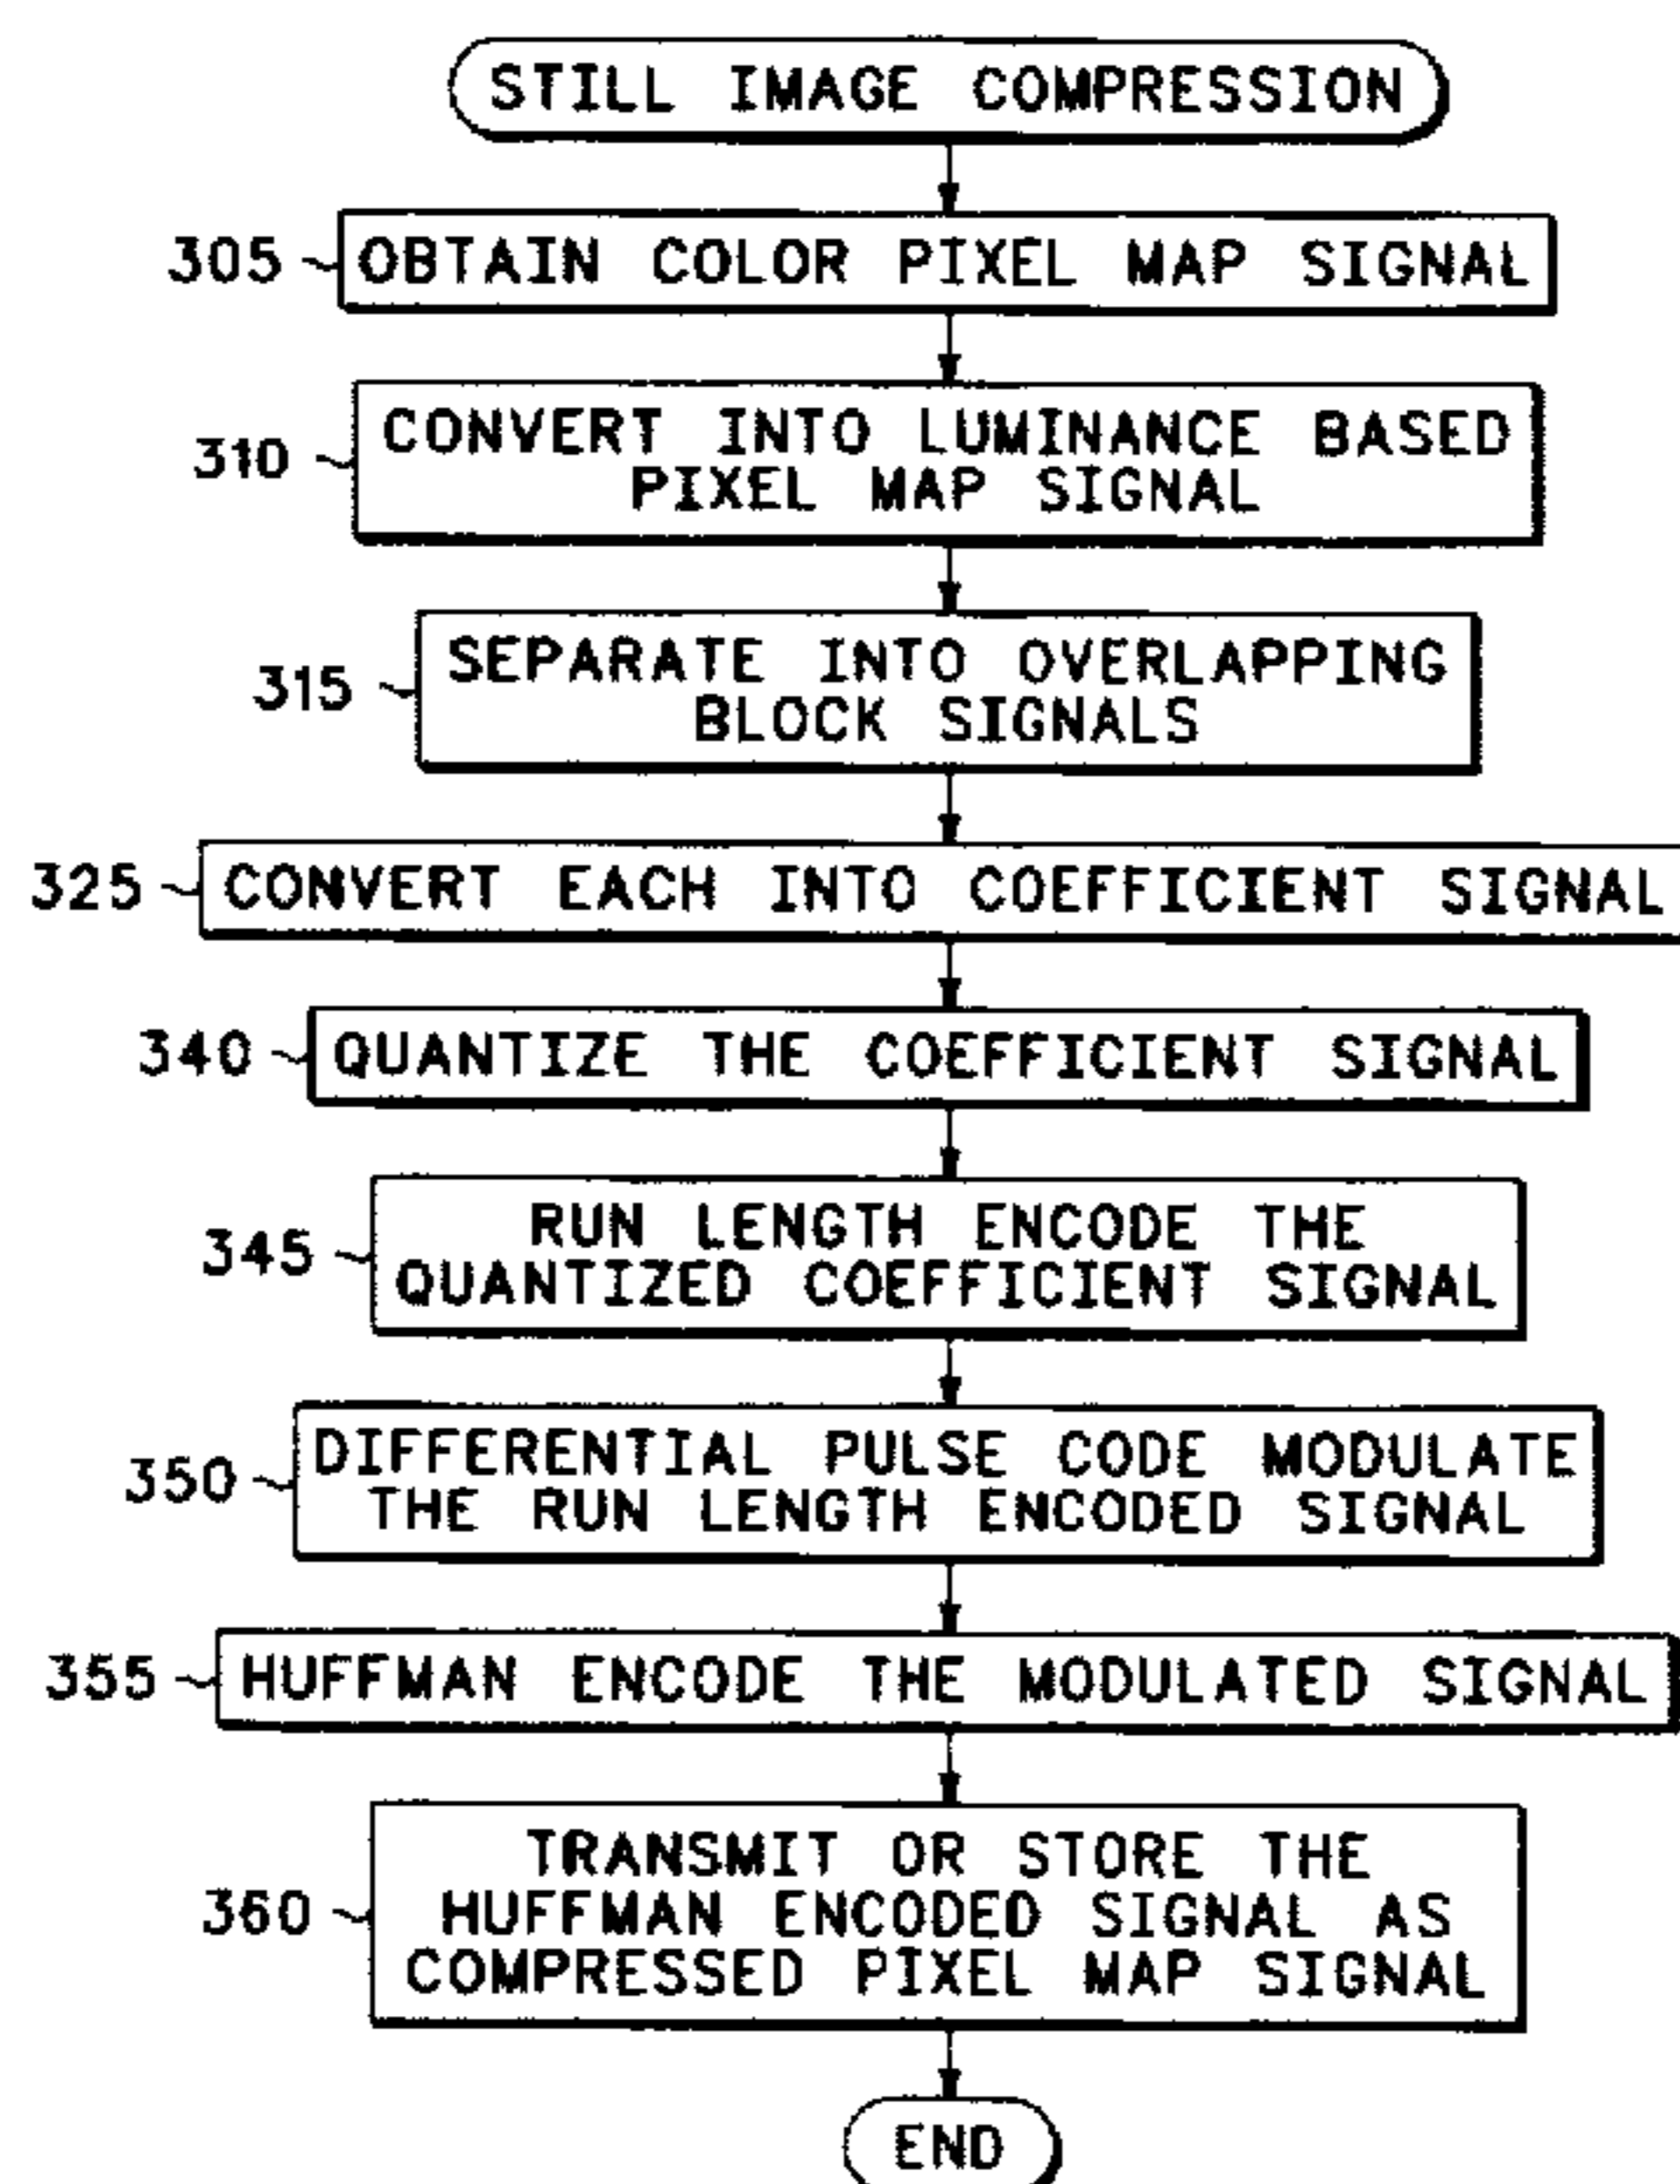 STILL IMAGE COMPRESSION
305 OBTAIN COLOR PIXEL MAP SIGNAL
310 CONVERT INTO LUMINANCE BASED
PIXEL MAP SIGNAL
315 SEPARATE INTO OVERLAPPING
BLOCK SIGNALS
325 CONVERT EACH INTO COEFFICIENT SIGNAL
340 QUANTIZE THE COEFFICIENT SIGNAL
345 RUN LENGTH ENCODE THE
QUANTIZED COEFFICIENT SIGNAL
350 DIFFERENTIAL PULSE CODE MODULATE
THE RUN LENGTH ENCODED SIGNAL
355 HUFFMAN ENCODE THE MODULATED SIGNAL
360 TRANSMIT OR STORE THE
HUFFMAN ENCODED SIGNAL AS
COMPRESSED PIXEL MAP SIGNAL
END